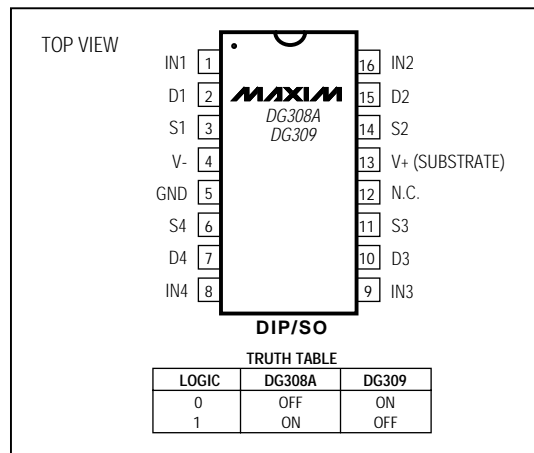 TOP VIEW
IN1 1 16 IN2
D1 2 MAXIM 15 D2
S1 3 DG308A 14 S2
DG309
V- 4 13 V+ (SUBSTRATE)
GND 5 12 N.C.
S4 6 11 S3
D4 7 10 D3
IN4 8 9 IN3
DIP/SO
TRUTH TABLE
LOGIC DG308A DG309
0 OFF ON
1 ON OFF